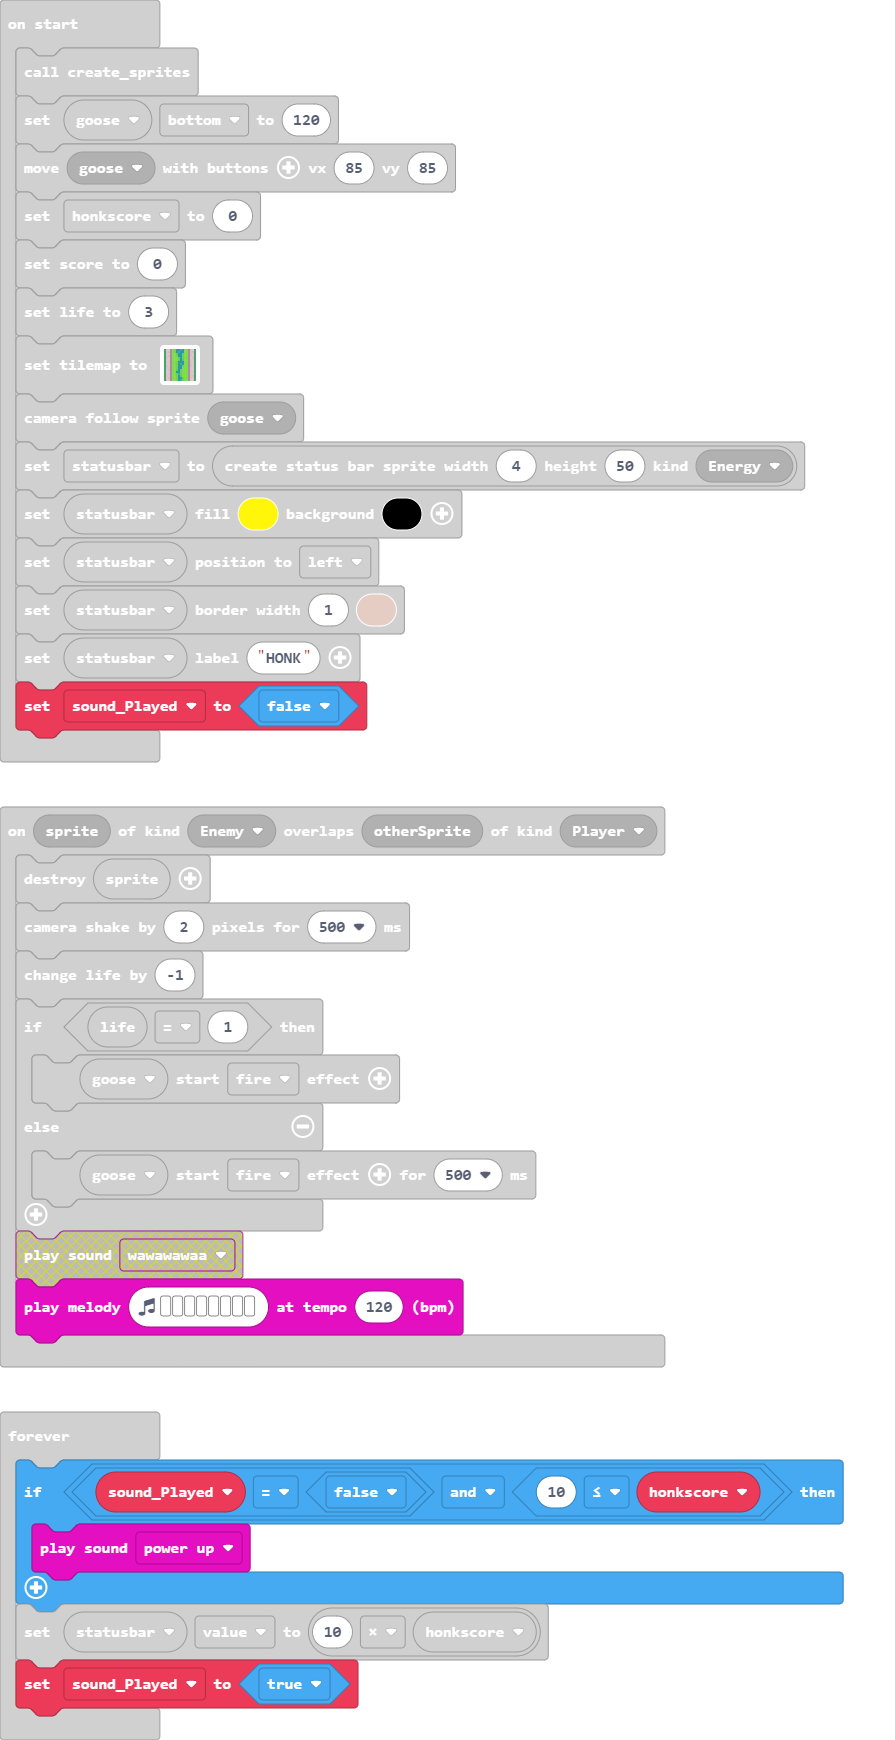 on start
call create_sprites
set goose bottom to 120
move goose with buttons vx 85 vy 85
set honkscore to 0
set score to 0
set life to 3
set tilemap to
camera follow sprite goose
set statusbar to create status bar sprite width 4 height 50 kind Energy
set statusbar fill background
set statusbar position to left
set statusbar border width 1
set statusbar label "HONK"
set sound_Played to false
on sprite of kind Enemy overlaps otherSprite of kind Player
destroy sprite
camera shake by 2 pixels for 500 ms
change life by -1
if life = 1 then
goose start fire effect
else
goose start fire effect for 500 ms
play sound wawawawaa
play melody at tempo 120 (bpm)
forever
if sound_Played = false and 10 ≤ honkscore then
play sound power up
set statusbar value to 10 × honkscore
set sound_Played to true